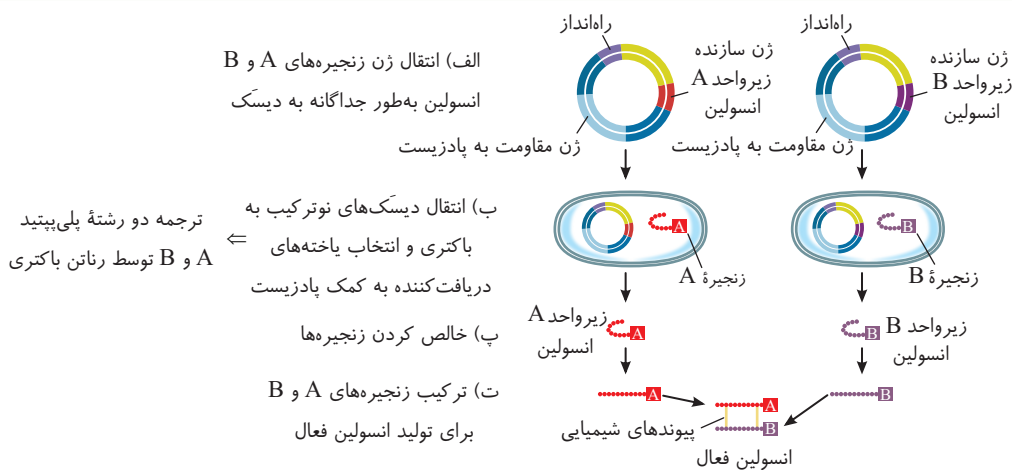 راه‌انداز
راه‌انداز
ژن سازنده
زیرواحد B
انسولین
ژن سازنده
زیرواحد A
انسولین
الف) انتقال ژن زنجیره‌های A و B
انسولین به‌طور جداگانه به دیسَک
ژن مقاومت به پادزیست
ژن مقاومت به پادزیست
B
A
زنجیرهٔ B
زنجیرهٔ A
ب) انتقال دیسَک‌های نوترکیب به
باکتری و انتخاب یاخته‌های
دریافت‌کننده به کمک پادزیست
⇐
ترجمه دو رشتهٔ پلی‌پپتید
A و B توسط رناتن باکتری
زیرواحد B
انسولین
B
زیرواحد A
انسولین
A
پ) خالص کردن زنجیره‌ها
B
A
A
B
ت) ترکیب زنجیره‌های A و B
برای تولید انسولین فعال
پیوندهای شیمیایی
انسولین فعال